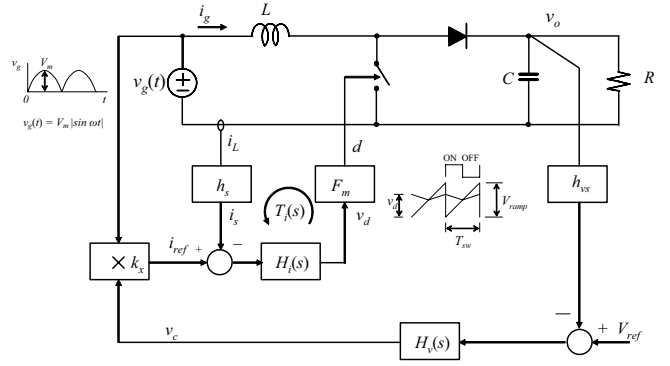 i_g
L
v_o
v_g
V_m
0
t
v_g(t) = V_m |sin ωt|
v_g(t)
C
R
i_L
d
ON OFF
h_s
F_m
h_vs
i_s
T_i(s)
v_d
v_d
V_ramp
T_sw
i_ref + −
× k_x
H_i(s)
v_c
H_v(s)
−
+ V_ref